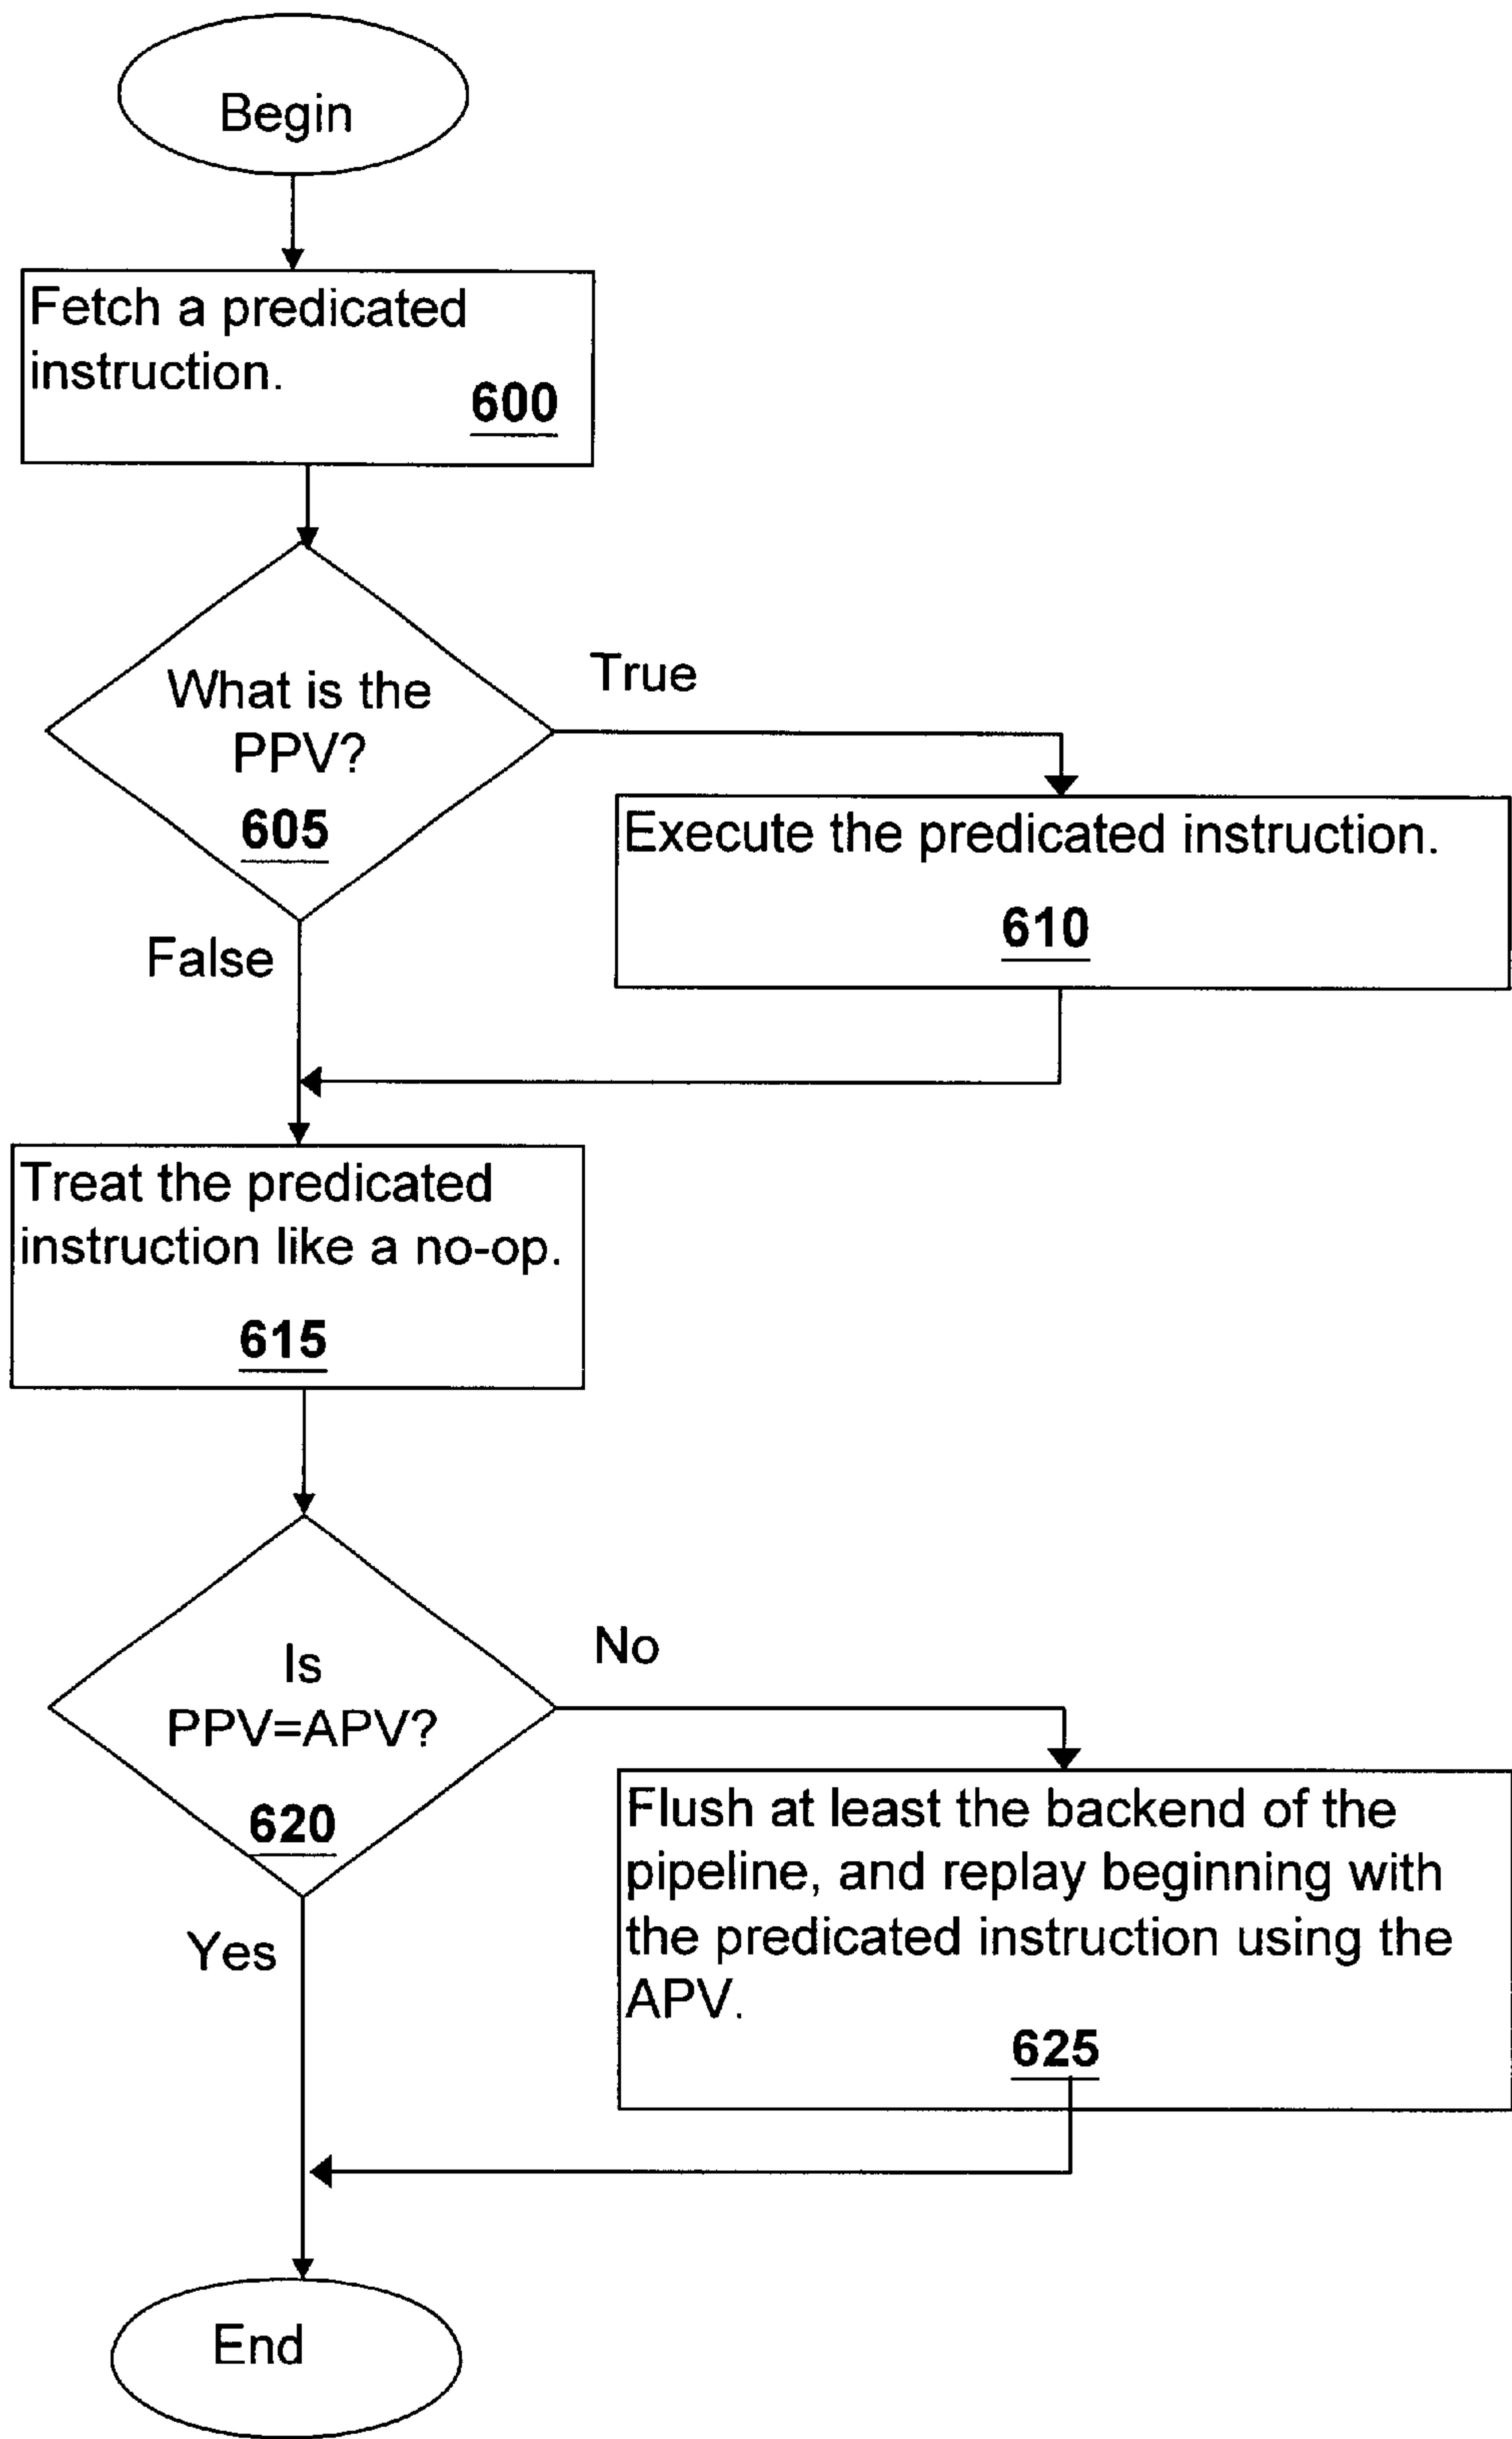 Begin
Fetch a predicated
instruction.
600
What is the
PPV?
605
True
Execute the predicated instruction.
610
False
Treat the predicated
instruction like a no-op.
615
Is
PPV=APV?
620
No
Flush at least the backend of the
pipeline, and replay beginning with
the predicated instruction using the
APV.
625
Yes
End